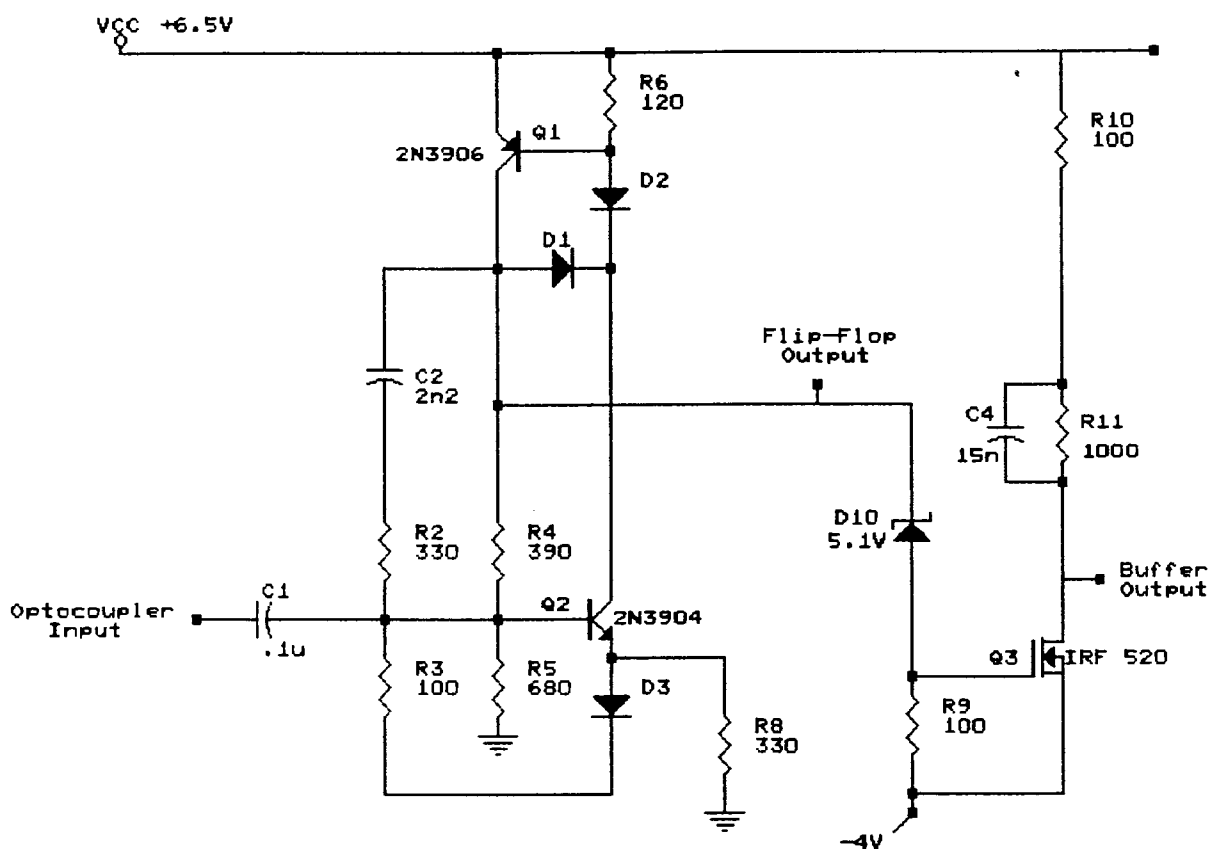 VCC +6.5V
R6
120
Q1
2N3906
R10
100
D2
D1
Flip-Flop
Output
C2
2n2
C4
15n
R11
1000
D10
5.1V
R2
330
R4
390
Buffer
Output
C1
.1u
Optocoupler
Input
Q2
2N3904
R3
100
R5
680
D3
Q3
IRF 520
R8
330
R9
100
-4V